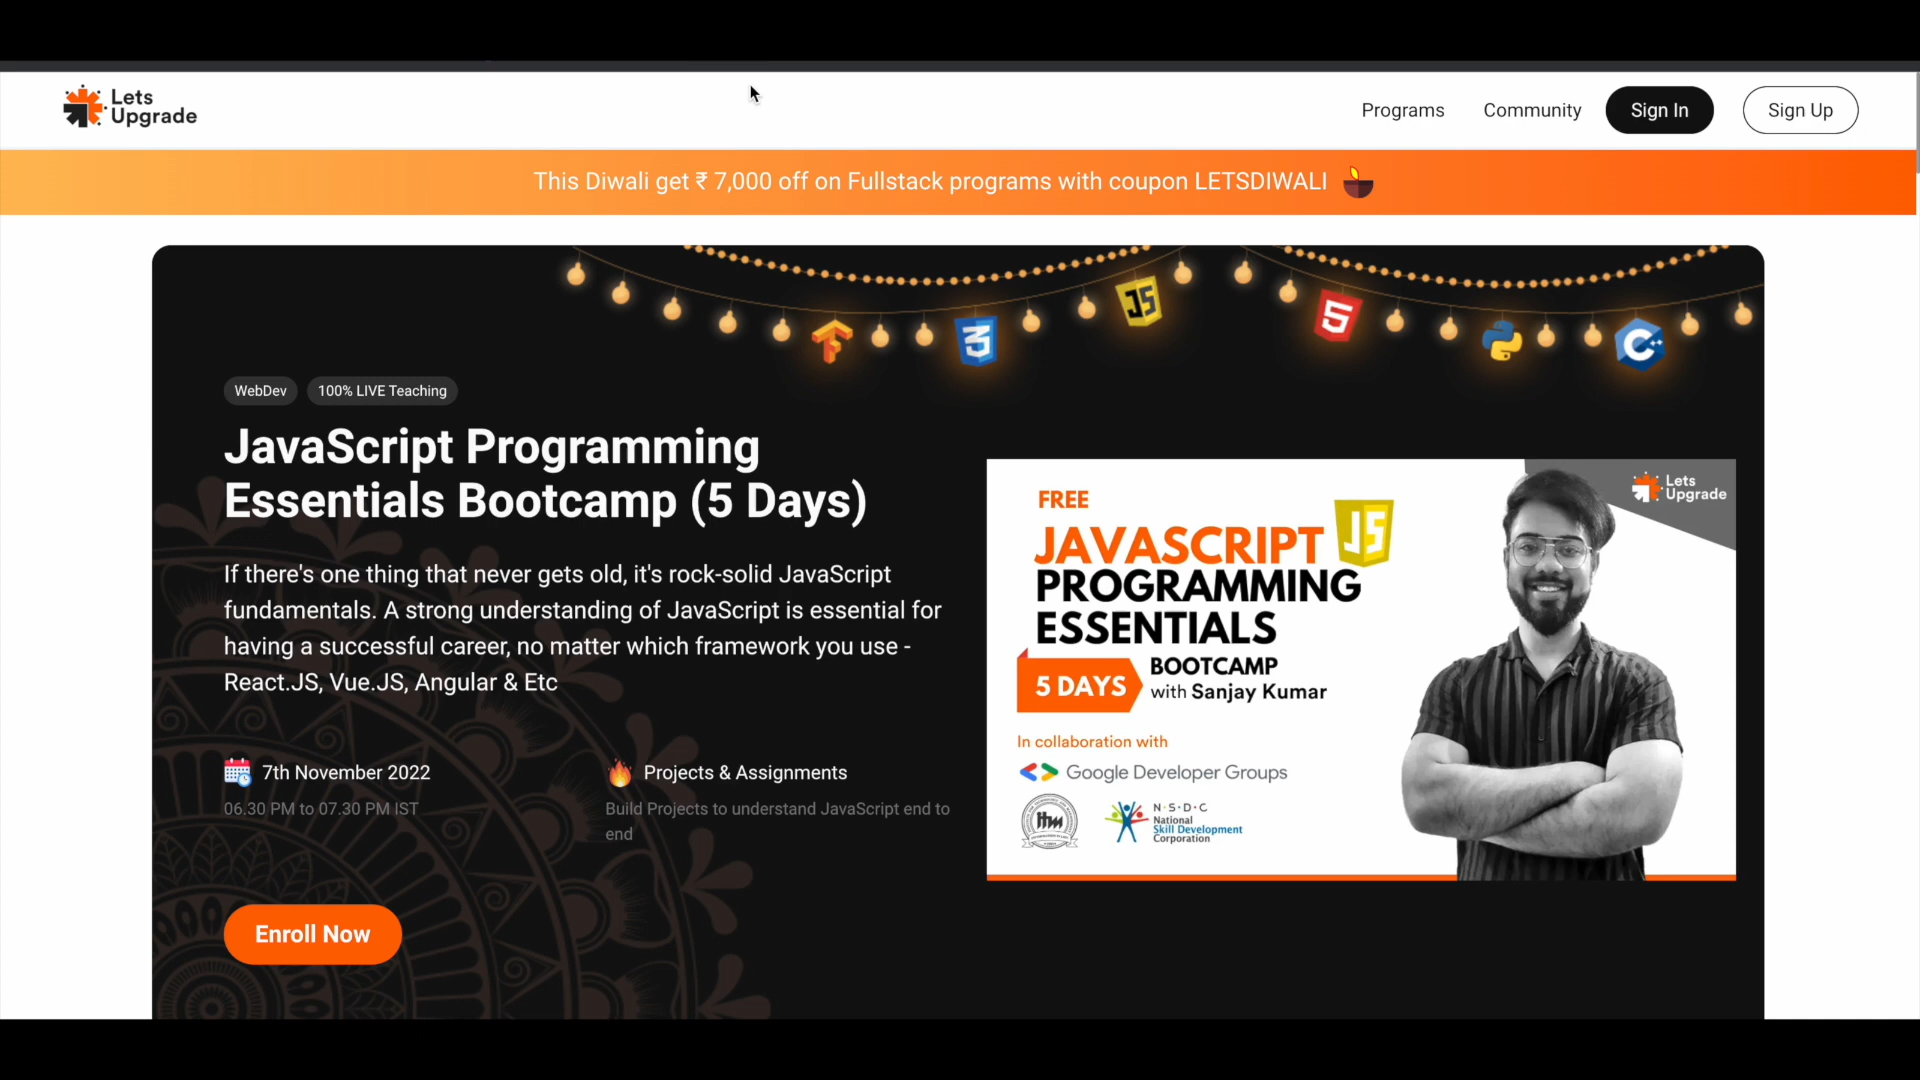 Lets
Upgrade
Programs
Community
Sign In
Sign Up
This Diwali get ₹ 7,000 off on Fullstack programs with coupon LETSDIWALI
JS
3
5
C++
WebDev
100% LIVE Teaching
JavaScript Programming
Essentials Bootcamp (5 Days)
If there's one thing that never gets old, it's rock-solid JavaScript
fundamentals. A strong understanding of JavaScript is essential for
having a successful career, no matter which framework you use -
React.JS, Vue.JS, Angular & Etc
7th November 2022
06.30 PM to 07.30 PM IST
Projects & Assignments
Build Projects to understand JavaScript end to
end
Enroll Now
Lets
Upgrade
FREE
JAVASCRIPT
JS
PROGRAMMING
ESSENTIALS
5 DAYS
BOOTCAMP
with Sanjay Kumar
In collaboration with
Google Developer Groups
itm
N·S·D·C
National
Skill Development
Corporation